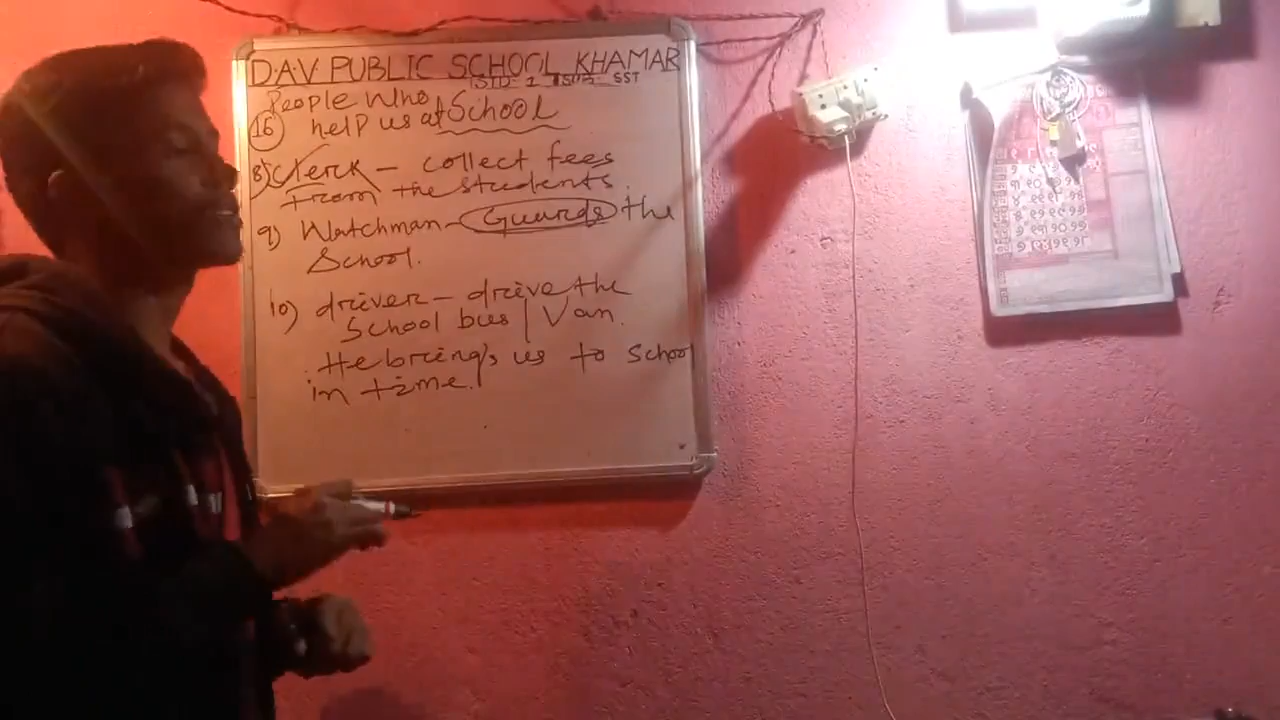 D.A.V PUBLIC SCHOOL KHAMAR
STD-1 SUB-SST
People who
16 help us at School
8) Clerk - collect fees
from the students
9) Watchman - Guards the
School.
10) driver - drive the
School bus | Van.
He bring's us to School
in time.